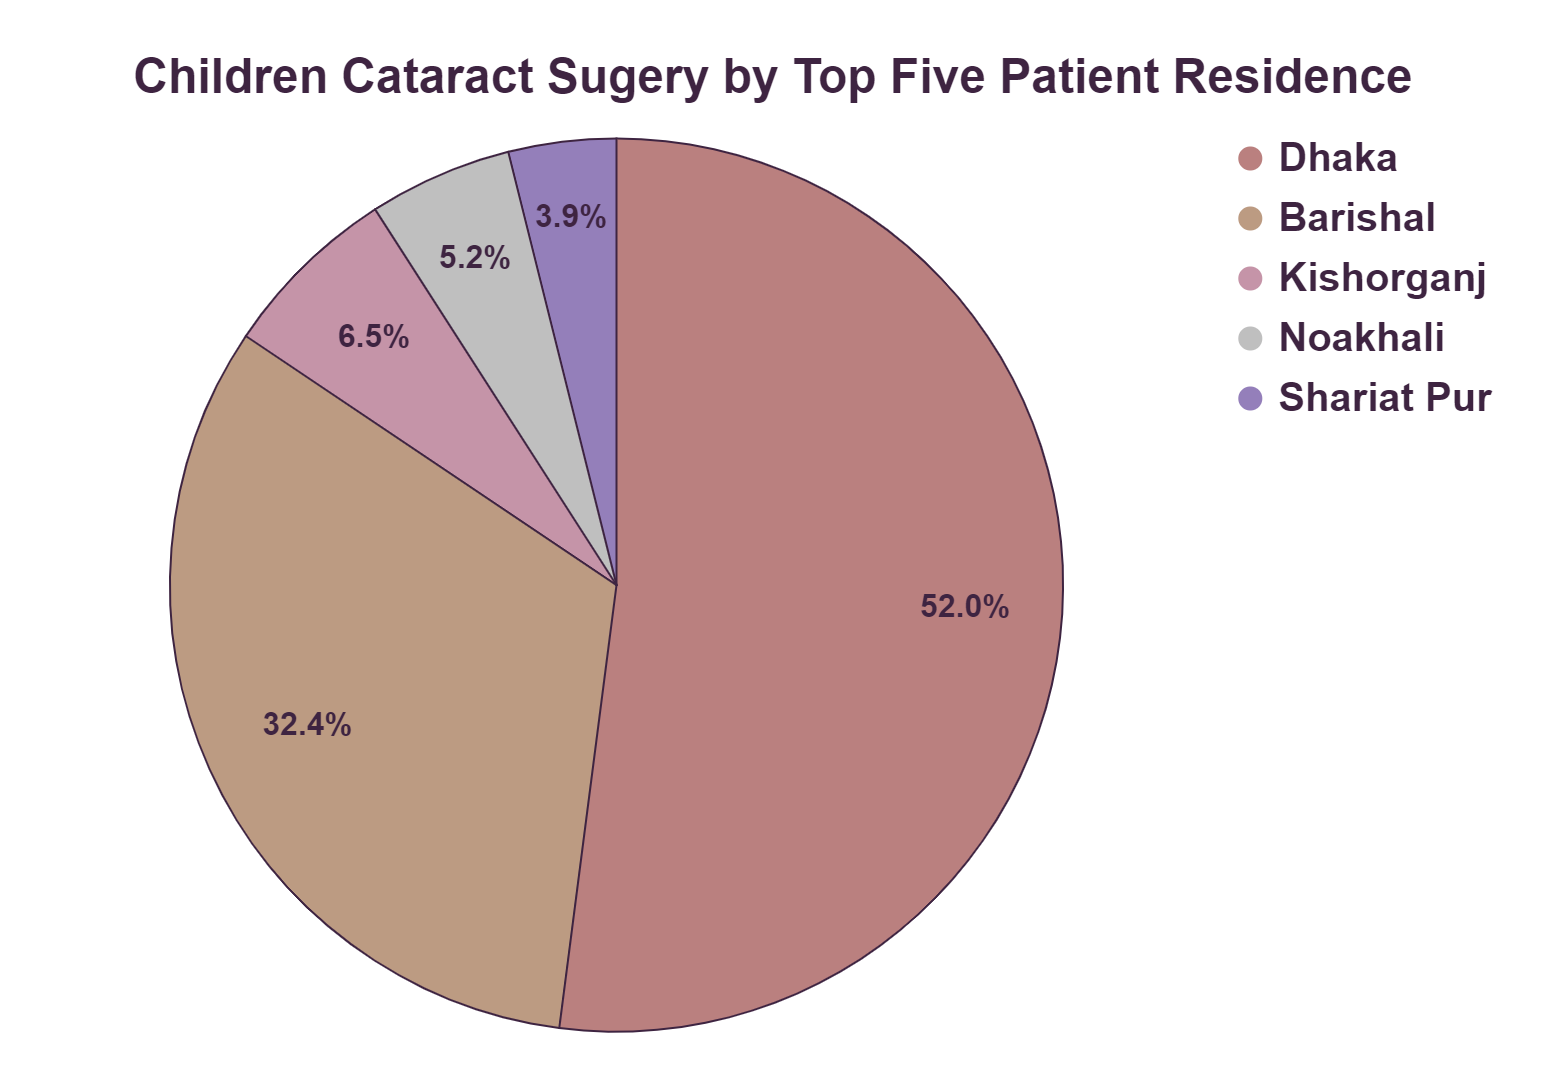 Children Cataract Sugery by Top Five Patient Residence
Dhaka
Barishal
Kishorganj
Noakhali
Shariat Pur
3.9%
5.2%
6.5%
52.0%
32.4%